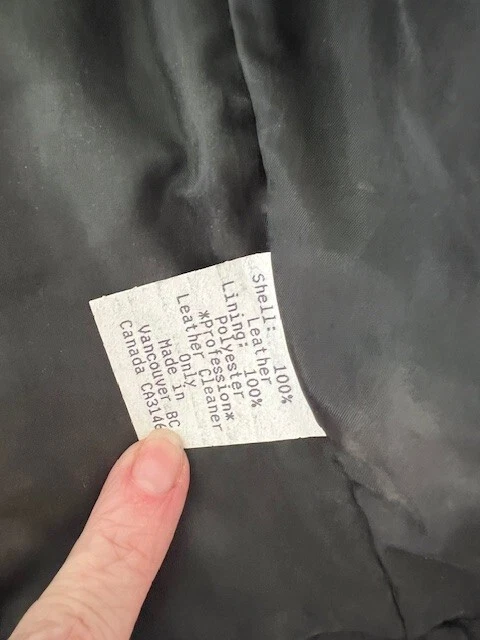 Shell: 100%
Leather
Lining: 100%
Polyester
*Profession*
Leather Cleaner
Only
Made in
Vancouver BC
Canada CA3146